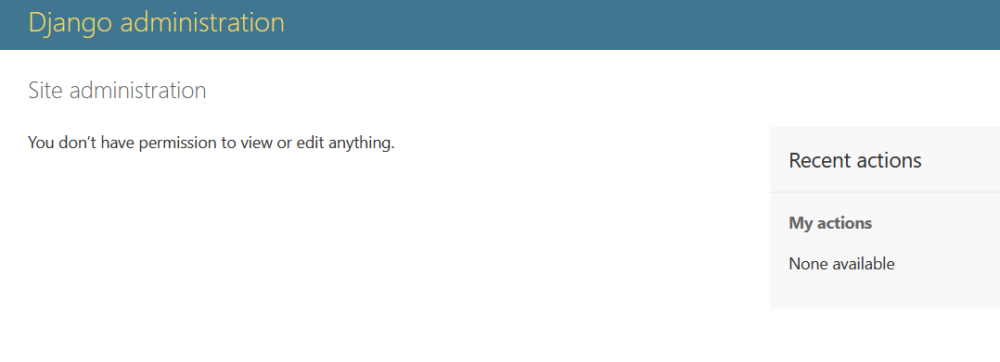 Django administration
Site administration
You don’t have permission to view or edit anything.
Recent actions
My actions
None available